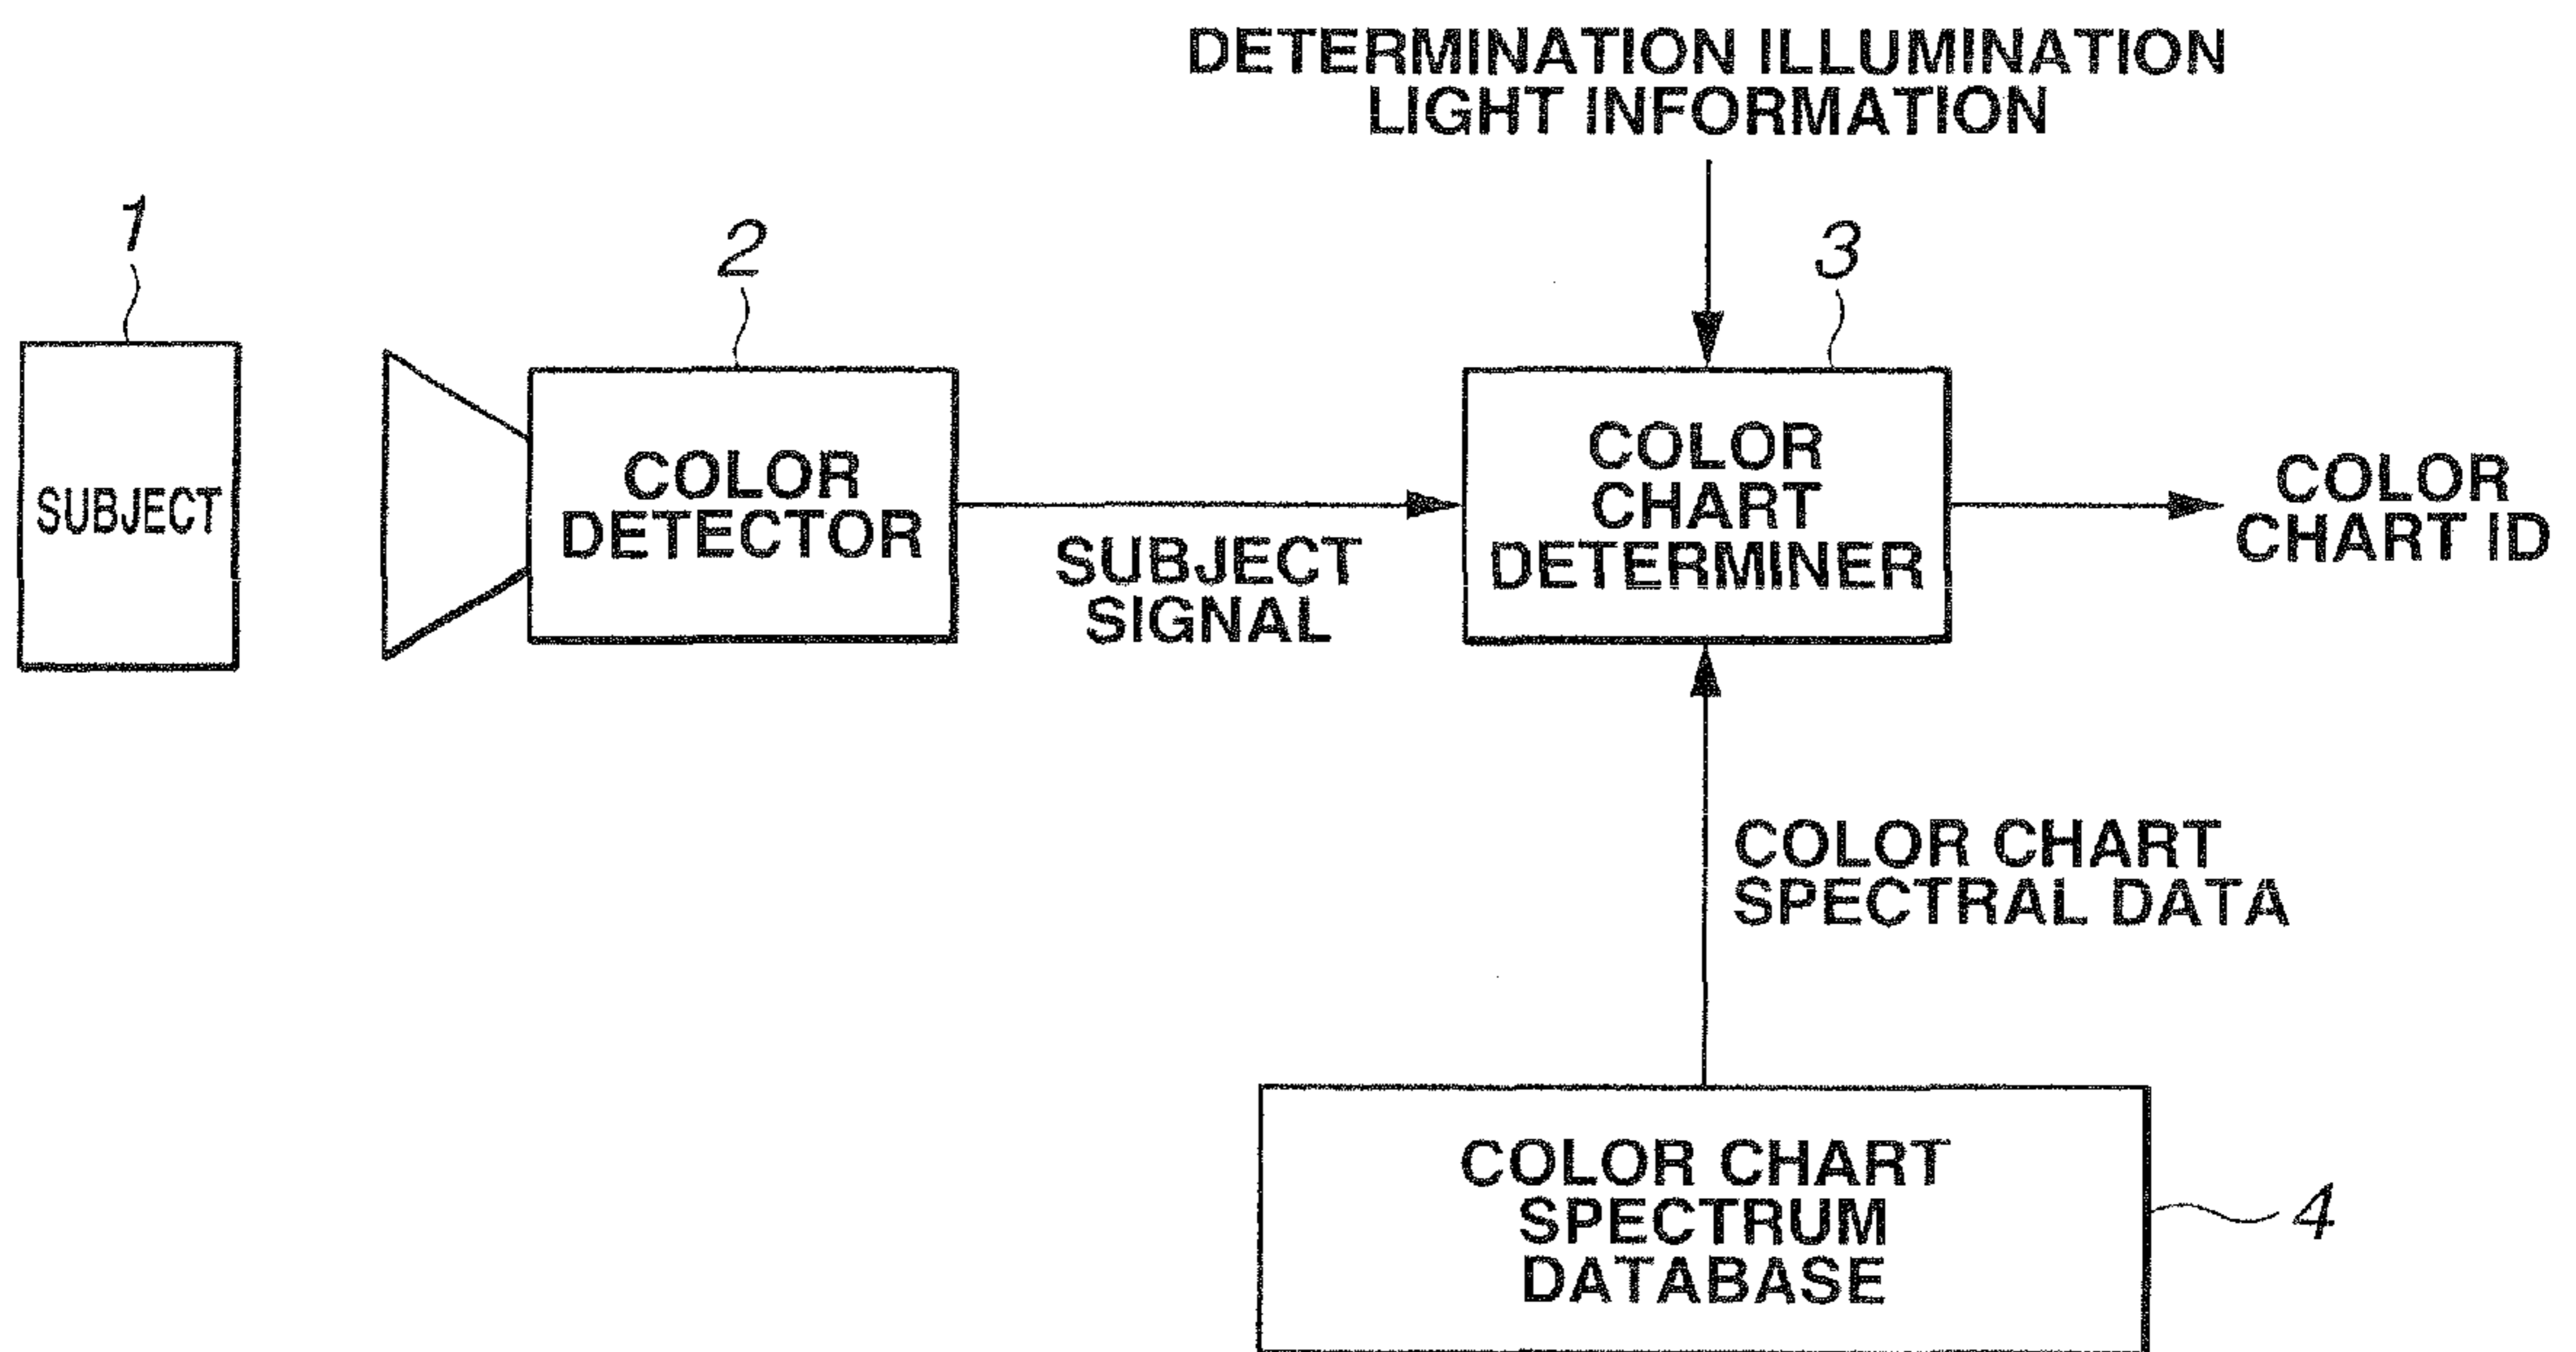 DETERMINATION ILLUMINATION
LIGHT INFORMATION
1
2
3
SUBJECT
COLOR
DETECTOR
SUBJECT
SIGNAL
COLOR
CHART
DETERMINER
COLOR
CHART ID
COLOR CHART
SPECTRAL DATA
COLOR CHART
SPECTRUM
DATABASE
4